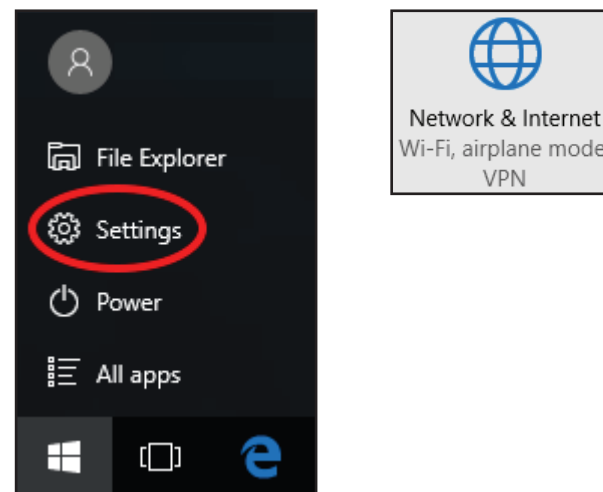 File Explorer
Settings
Power
All apps
Network & Internet
Wi-Fi, airplane mode
VPN